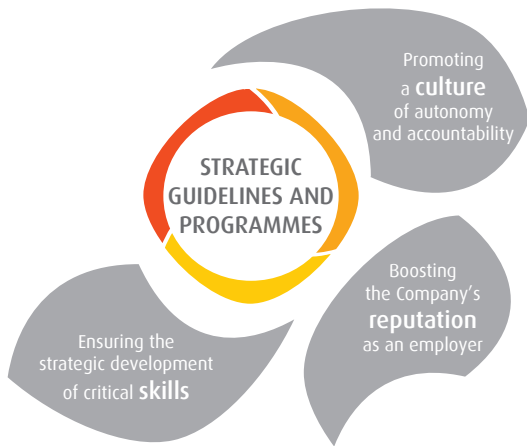 Promoting
a culture
of autonomy
and accountability
STRATEGIC
GUIDELINES AND
PROGRAMMES
Boosting
the Company's
reputation
as an employer
Ensuring the
strategic development
of critical skills